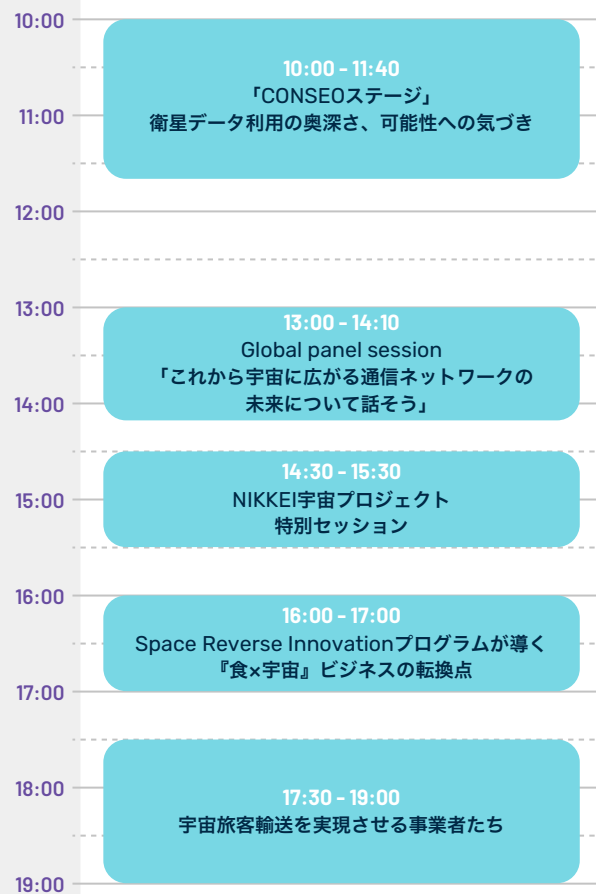 10:00
10:00 - 11:40
「CONSEOステージ」
11:00
衛星データ利用の奥深さ、可能性への気づき
12:00
13:00
13:00 - 14:10
Global panel session
「これから宇宙に広がる通信ネットワークの
未来について話そう」
14:00
14:30 - 15:30
NIKKEI宇宙プロジェクト
15:00
特別セッション
16:00
16:00 - 17:00
Space Reverse Innovationプログラムが導く
『食×宇宙』ビジネスの転換点
17:00
17:30 - 19:00
18:00
宇宙旅客輸送を実現させる事業者たち
19:00